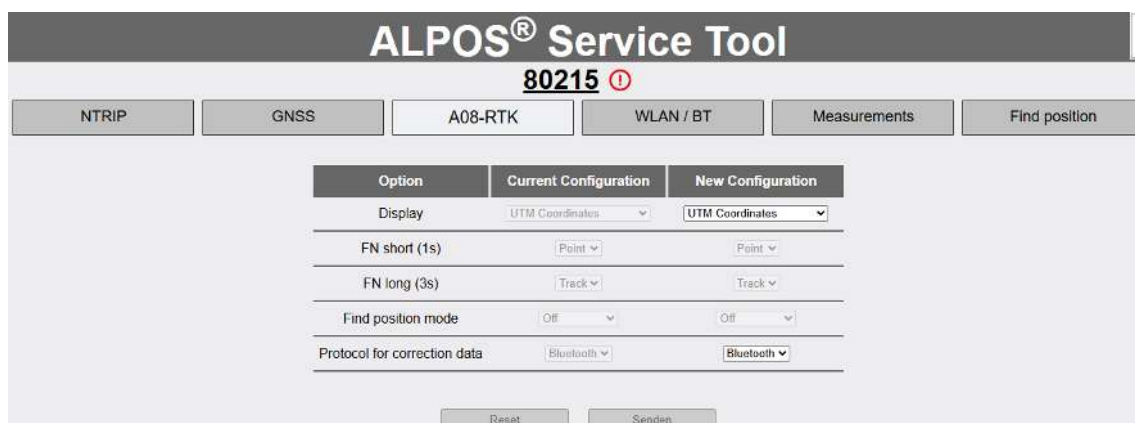 ALPOS® Service Tool
80215
NTRIP GNSS A08-RTK WLAN / BT Measurements Find position
Option Current Configuration New Configuration
Display UTM Coordinates UTM Coordinates
FN short (1s) Point Point
FN long (3s) Track Track
Find position mode Off Off
Protocol for correction data Bluetooth Bluetooth
Reset Senden